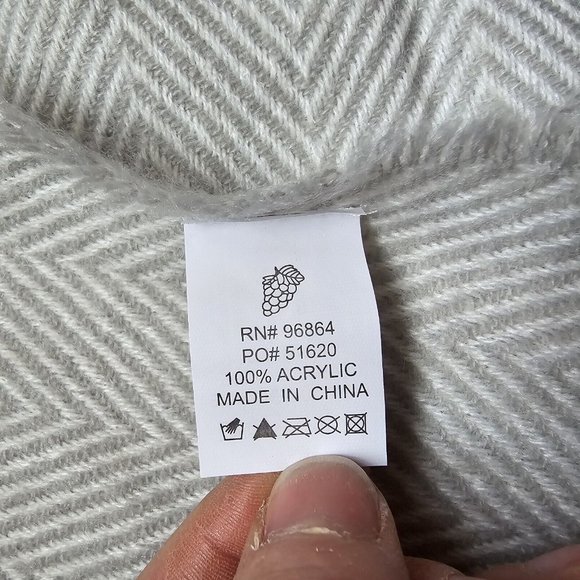 RN# 96864
PO# 51620
100% ACRYLIC
MADE IN CHINA